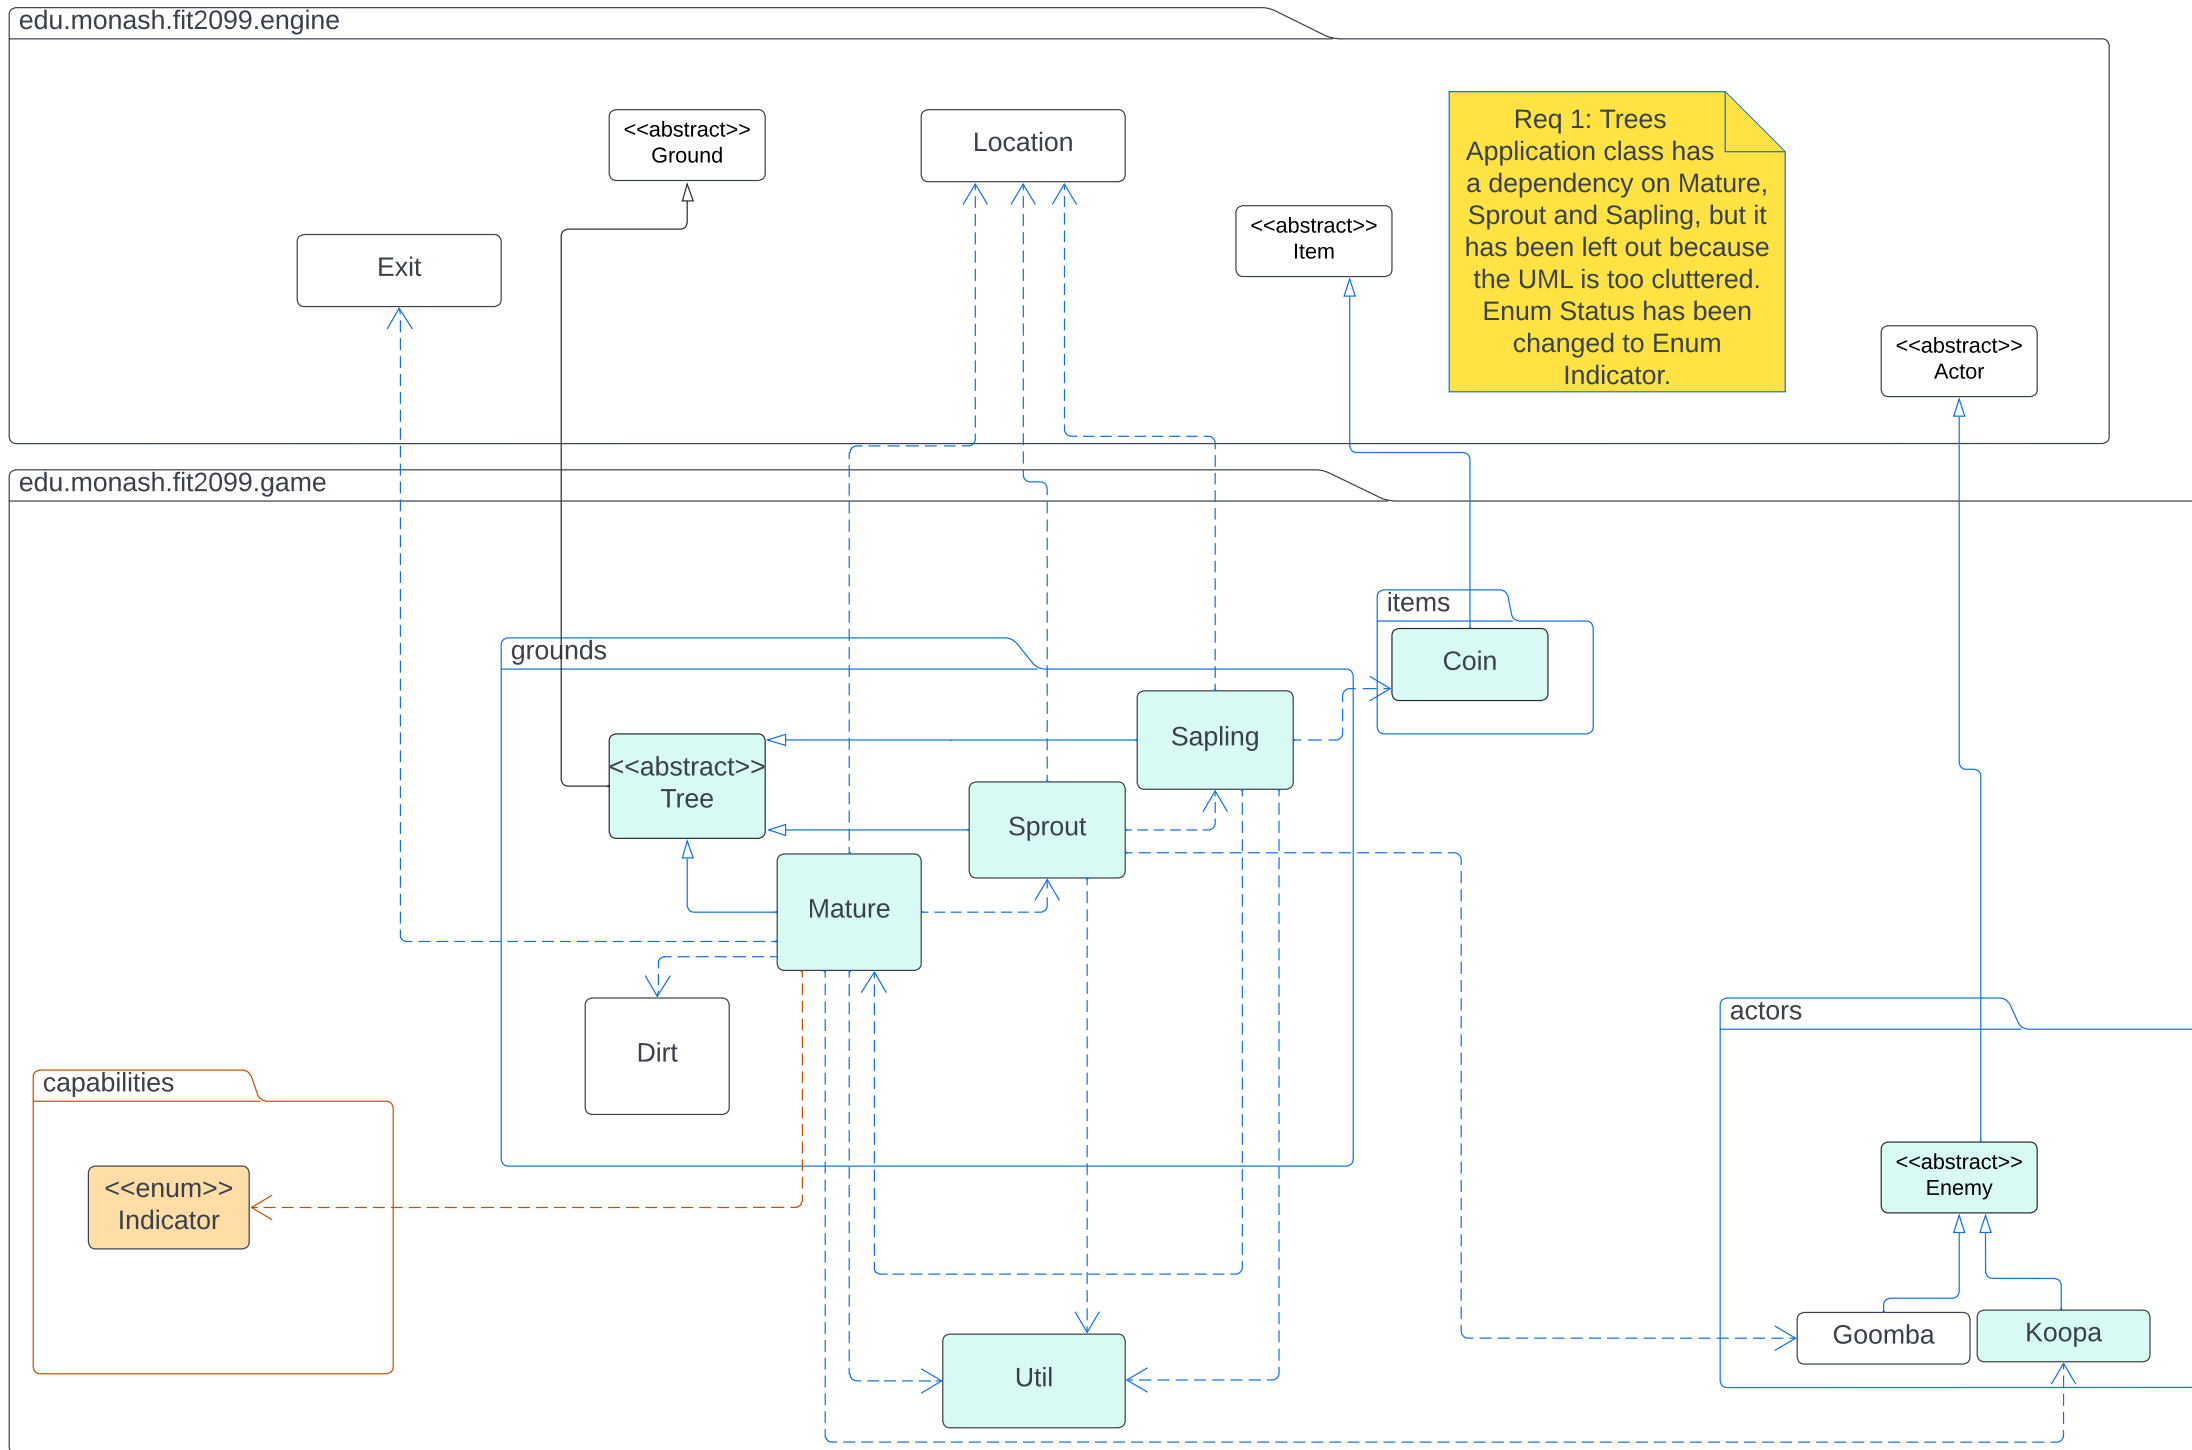 edu.monash.fit2099.engine
<<abstract>>
Ground
Location
Req 1: Trees
Application class has
a dependency on Mature,
Sprout and Sapling, but it
has been left out because
the UML is too cluttered.
Enum Status has been
changed to Enum
Indicator.
<<abstract>>
Item
Exit
<<abstract>>
Actor
edu.monash.fit2099.game
items
Coin
grounds
Sapling
<<abstract>>
Tree
Sprout
Mature
Dirt
actors
capabilities
<<enum>>
Indicator
<<abstract>>
Enemy
Goomba
Koopa
Util